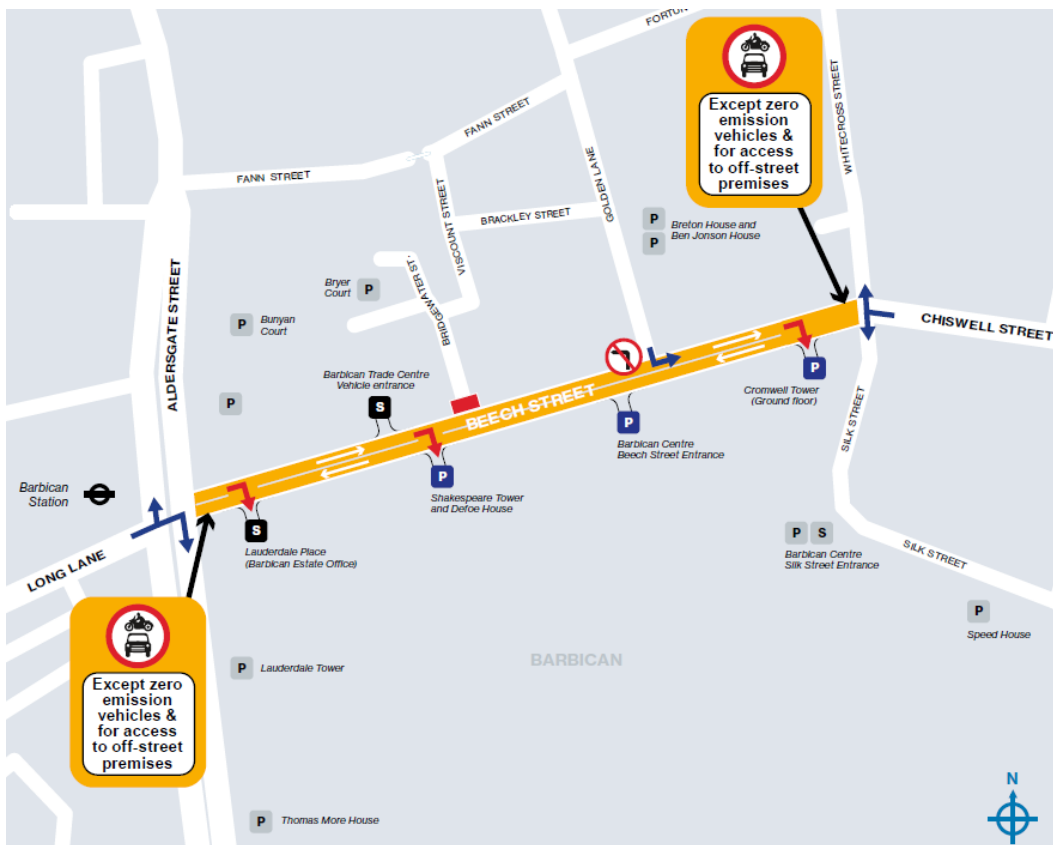 FORTUN
Except zero
emission
vehicles &
for access
to off-street
premises
WHITECROSS STREET
FANN STREET
FANN STREET
GOLDEN LANE
VISCOUNT STREET
BRACKLEY STREET
P
P
Breton House and
Ben Jonson House
BRIDGEWATER ST.
Bryer
Court
P
ALDERSGATE STREET
P
Bunyan
Court
CHISWELL STREET
Barbican Trade Centre
Vehicle entrance
S
P
P
Cromwell Tower
(Ground floor)
BEECH STREET
P
Barbican Centre
Beech Street Entrance
SILK STREET
Barbican
Station
P
Shakespeare Tower
and Defoe House
S
Lauderdale Place
(Barbican Estate Office)
LONG LANE
P
S
Barbican Centre
Silk Street Entrance
SILK STREET
P
Speed House
Except zero
emission
vehicles &
for access
to off-street
premises
P
Lauderdale Tower
BARBICAN
P
Thomas More House
N